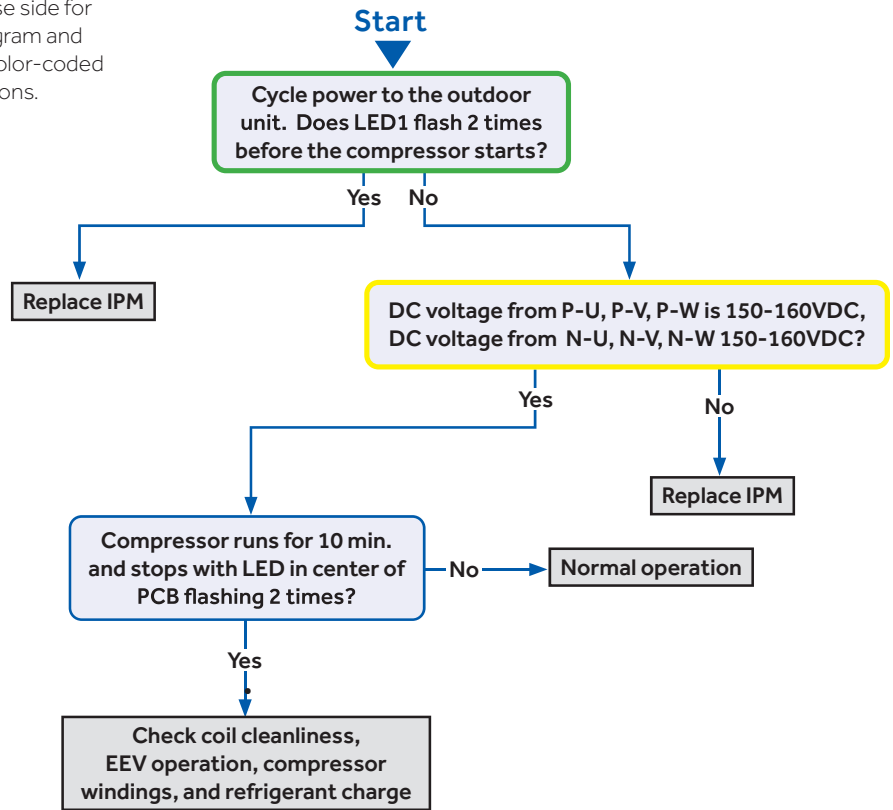 se side for
gram and
olor-coded
ons.
Start
Cycle power to the outdoor
unit. Does LED1 flash 2 times
before the compressor starts?
Yes
No
Replace IPM
DC voltage from P-U, P-V, P-W is 150-160VDC,
DC voltage from N-U, N-V, N-W 150-160VDC?
Yes
No
Replace IPM
Compressor runs for 10 min.
and stops with LED in center of
PCB flashing 2 times?
No
Normal operation
Yes
Check coil cleanliness,
EEV operation, compressor
windings, and refrigerant charge